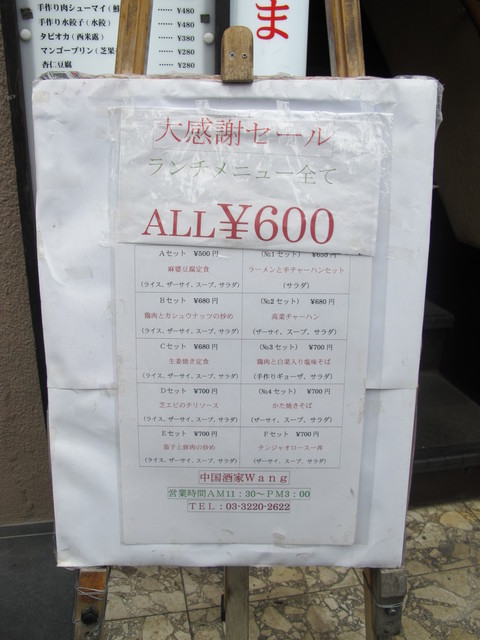 手作り肉シューマイ ¥480
手作り水餃子(水餃) ¥480
タピオカ(西米露) ¥380
マンゴープリン ¥280
杏仁豆腐 ¥280
ま
大感謝セール
ランチメニュー全て
ALL¥600
Aセット ¥500円
麻婆豆腐定食
(ライス、ザーサイ、スープ、サラダ)
(№1セット) ¥650円
ラーメンと半チャーハンセット
(サラダ)
Bセット ¥680円
鶏肉とカシュウナッツの炒め
(ライス、ザーサイ、スープ、サラダ)
(№2セット) ¥680円
高菜チャーハン
(ザーサイ、スープ、サラダ)
Cセット ¥680円
生姜焼き定食
(ライス、ザーサイ、スープ、サラダ)
(№3セット) ¥700円
鶏肉と白菜入り塩味そば
(手作りギョーザ、サラダ)
Dセット ¥700円
芝エビのチリソース
(ライス、ザーサイ、スープ、サラダ)
(№4セット) ¥700円
かた焼きそば
(ザーサイ、スープ、サラダ)
Eセット ¥700円
茄子と豚肉の炒め
(ライス、ザーサイ、スープ、サラダ)
Fセット ¥700円
チンジャオロース一丼
(ザーサイ、スープ、サラダ)
中国酒家Wang
営業時間AM11:30~PM3:00
TEL:03-3220-2622